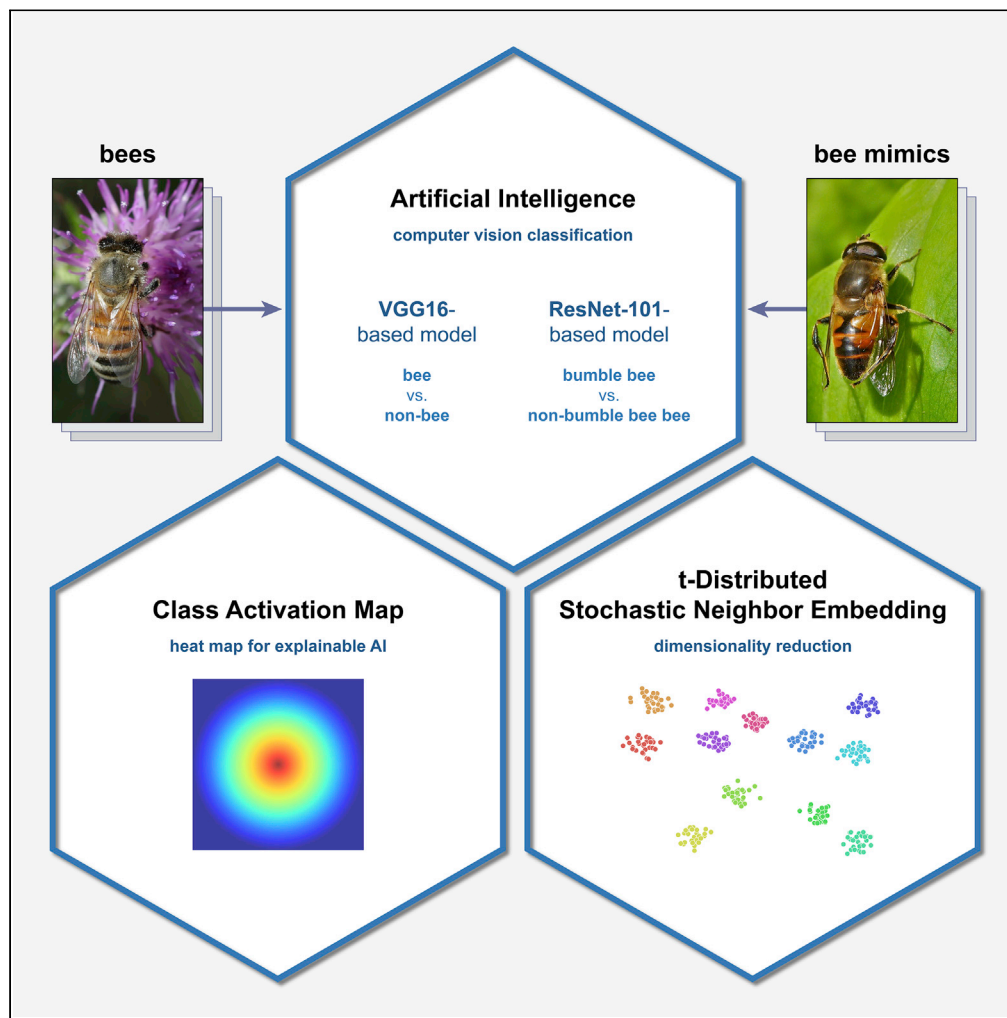 bees
bee mimics
Artificial Intelligence
computer vision classification
VGG16-
based model
bee
vs.
non-bee
ResNet-101-
based model
bumble bee
vs.
non-bumble bee bee
Class Activation Map
heat map for explainable AI
t-Distributed
Stochastic Neighbor Embedding
dimensionality reduction